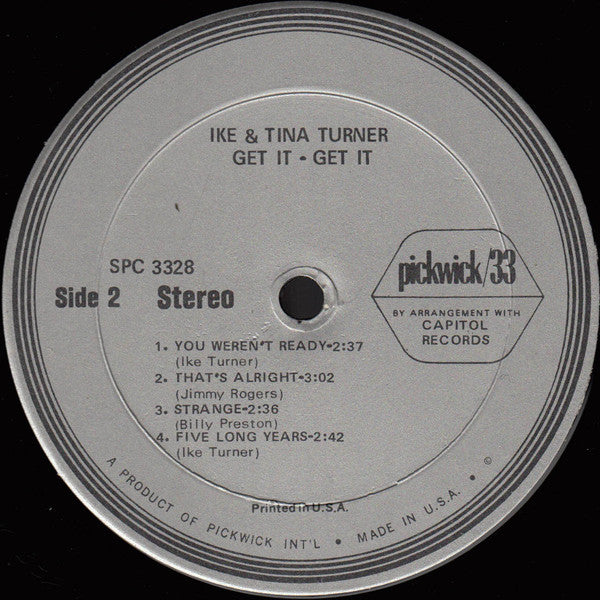 IKE & TINA TURNER
GET IT • GET IT
SPC 3328
Side 2 Stereo
pickwick/33
BY ARRANGEMENT WITH
CAPITOL
RECORDS
1. YOU WEREN'T READY-2:37
(Ike Turner)
2. THAT'S ALRIGHT-3:02
(Jimmy Rogers)
3. STRANGE-2:36
(Billy Preston)
4. FIVE LONG YEARS-2:42
(Ike Turner)
Printed in U.S.A.
A PRODUCT OF PICKWICK INT'L • MADE IN U.S.A. • ©